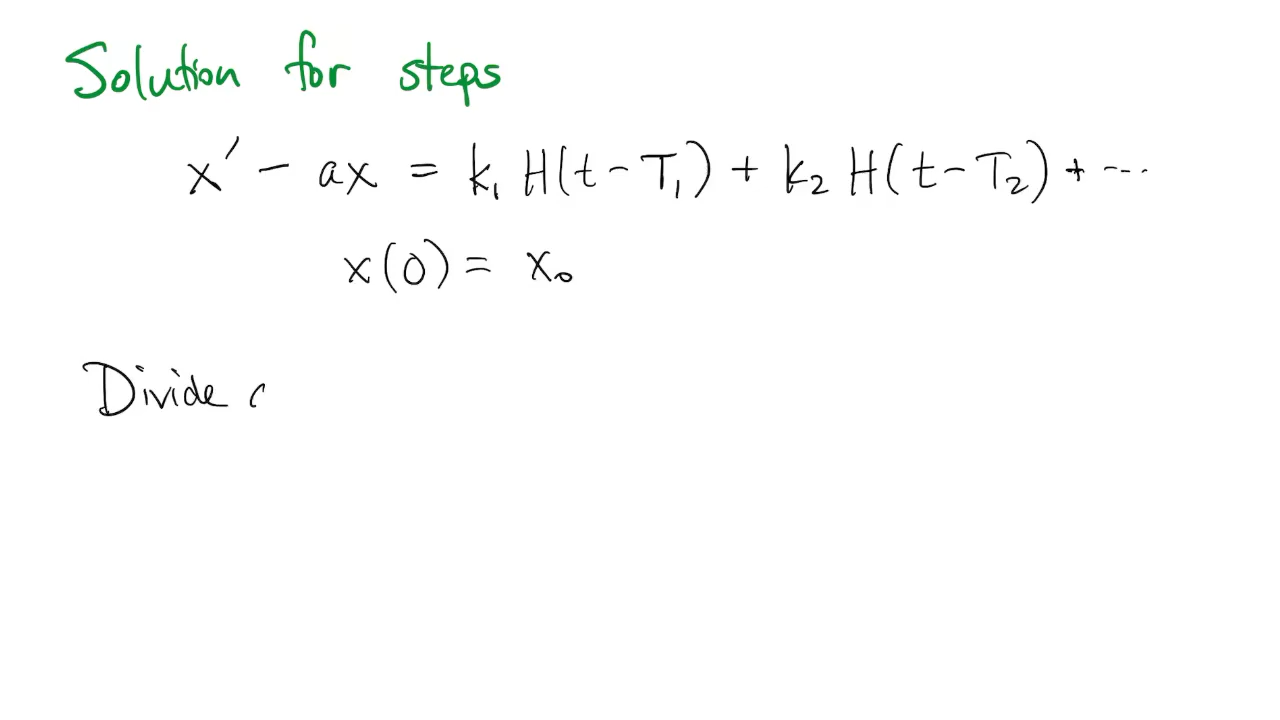 Solution for steps
x' - ax = k₁ H(t - T₁) + k₂ H(t - T₂) + ...
x(0) = x₀
Divide